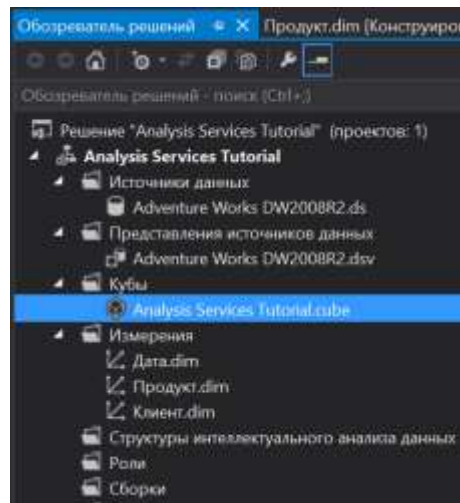 Обозреватель решений Продукт.dim [Конструиров
Обозреватель решений - поиск (Ctrl+;)
Решение "Analysis Services Tutorial" (проектов: 1)
Analysis Services Tutorial
Источники данных
Adventure Works DW2008R2.ds
Представления источников данных
Adventure Works DW2008R2.dsv
Кубы
Analysis Services Tutorial.cube
Измерения
Дата.dim
Продукт.dim
Клиент.dim
Структуры интеллектуального анализа данных
Роли
Сборки